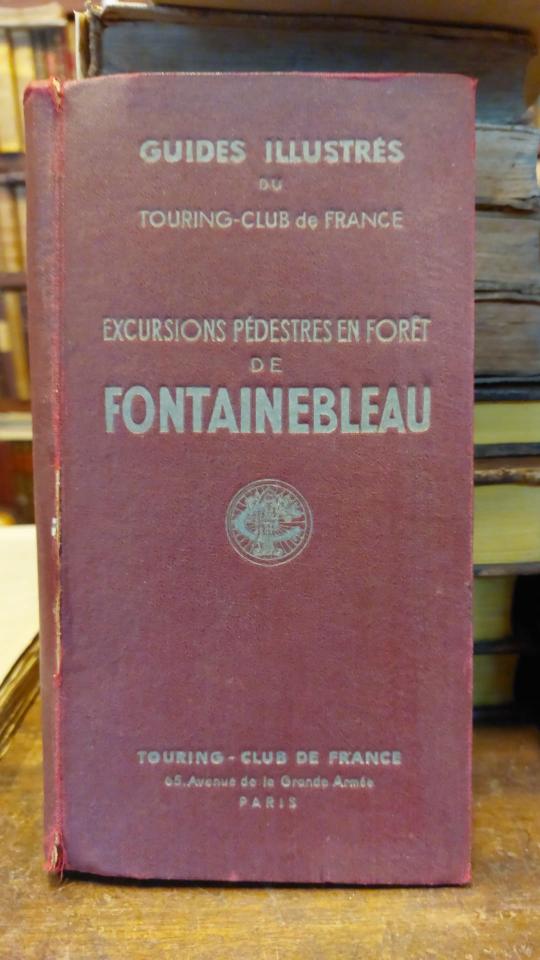 GUIDES ILLUSTRÉS
DU
TOURING-CLUB de FRANCE
EXCURSIONS PÉDESTRES EN FORÊT
DE
FONTAINEBLEAU
TOURING-CLUB DE FRANCE
65, Avenue de la Grande Armée
PARIS